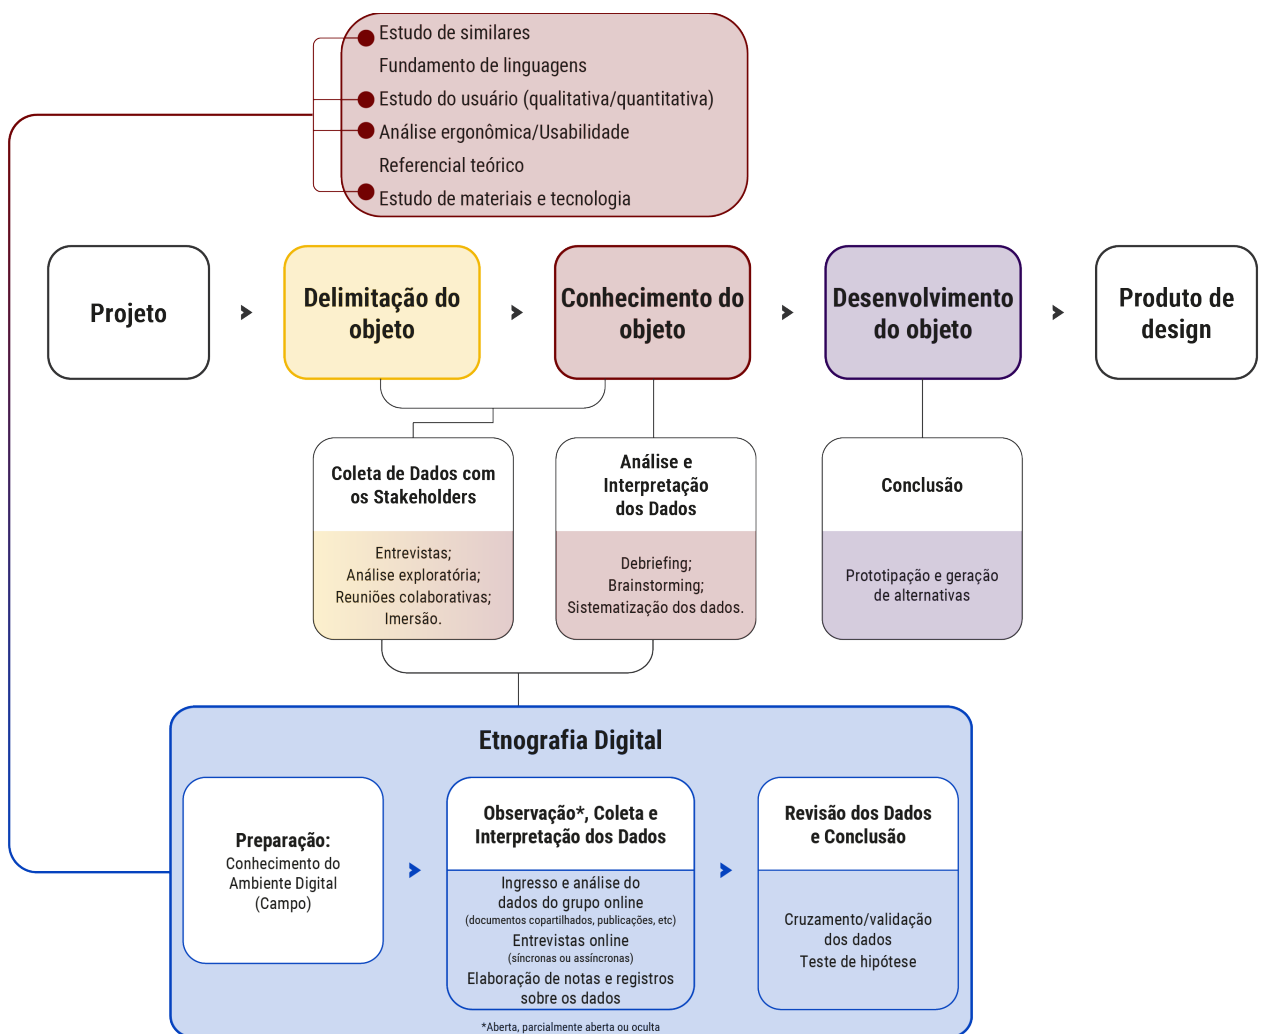 Estudo de similares
Fundamento de linguagens
Estudo do usuário (qualitativa/quantitativa)
Análise ergonômica/Usabilidade
Referencial teórico
Estudo de materiais e tecnologia
Projeto
Delimitação do
objeto
Conhecimento do
objeto
Desenvolvimento
do objeto
Produto de
design
Coleta de Dados com
os Stakeholders
Entrevistas;
Análise exploratória;
Reuniões colaborativas;
Imersão.
Análise e
Interpretação
dos Dados
Debriefing;
Brainstorming;
Sistematização dos dados.
Conclusão
Prototipação e geração
de alternativas
Etnografia Digital
Preparação:
Conhecimento do
Ambiente Digital
(Campo)
Observação*, Coleta e
Interpretação dos Dados
Ingresso e análise do
dados do grupo online
(documentos copartilhados, publicações, etc)
Entrevistas online
(síncronas ou assíncronas)
Elaboração de notas e registros
sobre os dados
*Aberta, parcialmente aberta ou oculta
Revisão dos Dados
e Conclusão
Cruzamento/validação
dos dados
Teste de hipótese